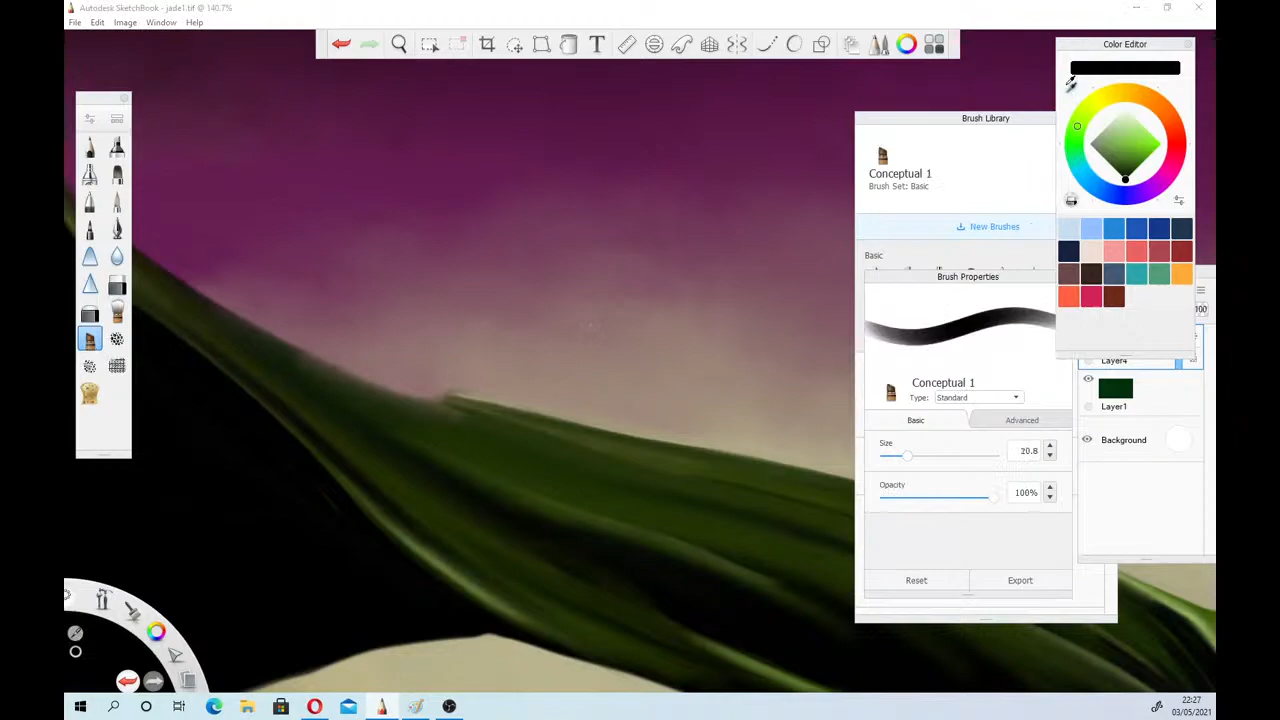 Autodesk SketchBook - jade1.tif @ 140.7%
File Edit Image Window Help
Color Editor
Brush Library
Conceptual 1
Brush Set: Basic
New Brushes
Basic
Brush Properties
Conceptual 1
Type: Standard
Basic Advanced
Size
20.8
Opacity
100%
Reset Export
100
Layer4
Layer1
Background
22:27
03/05/2021